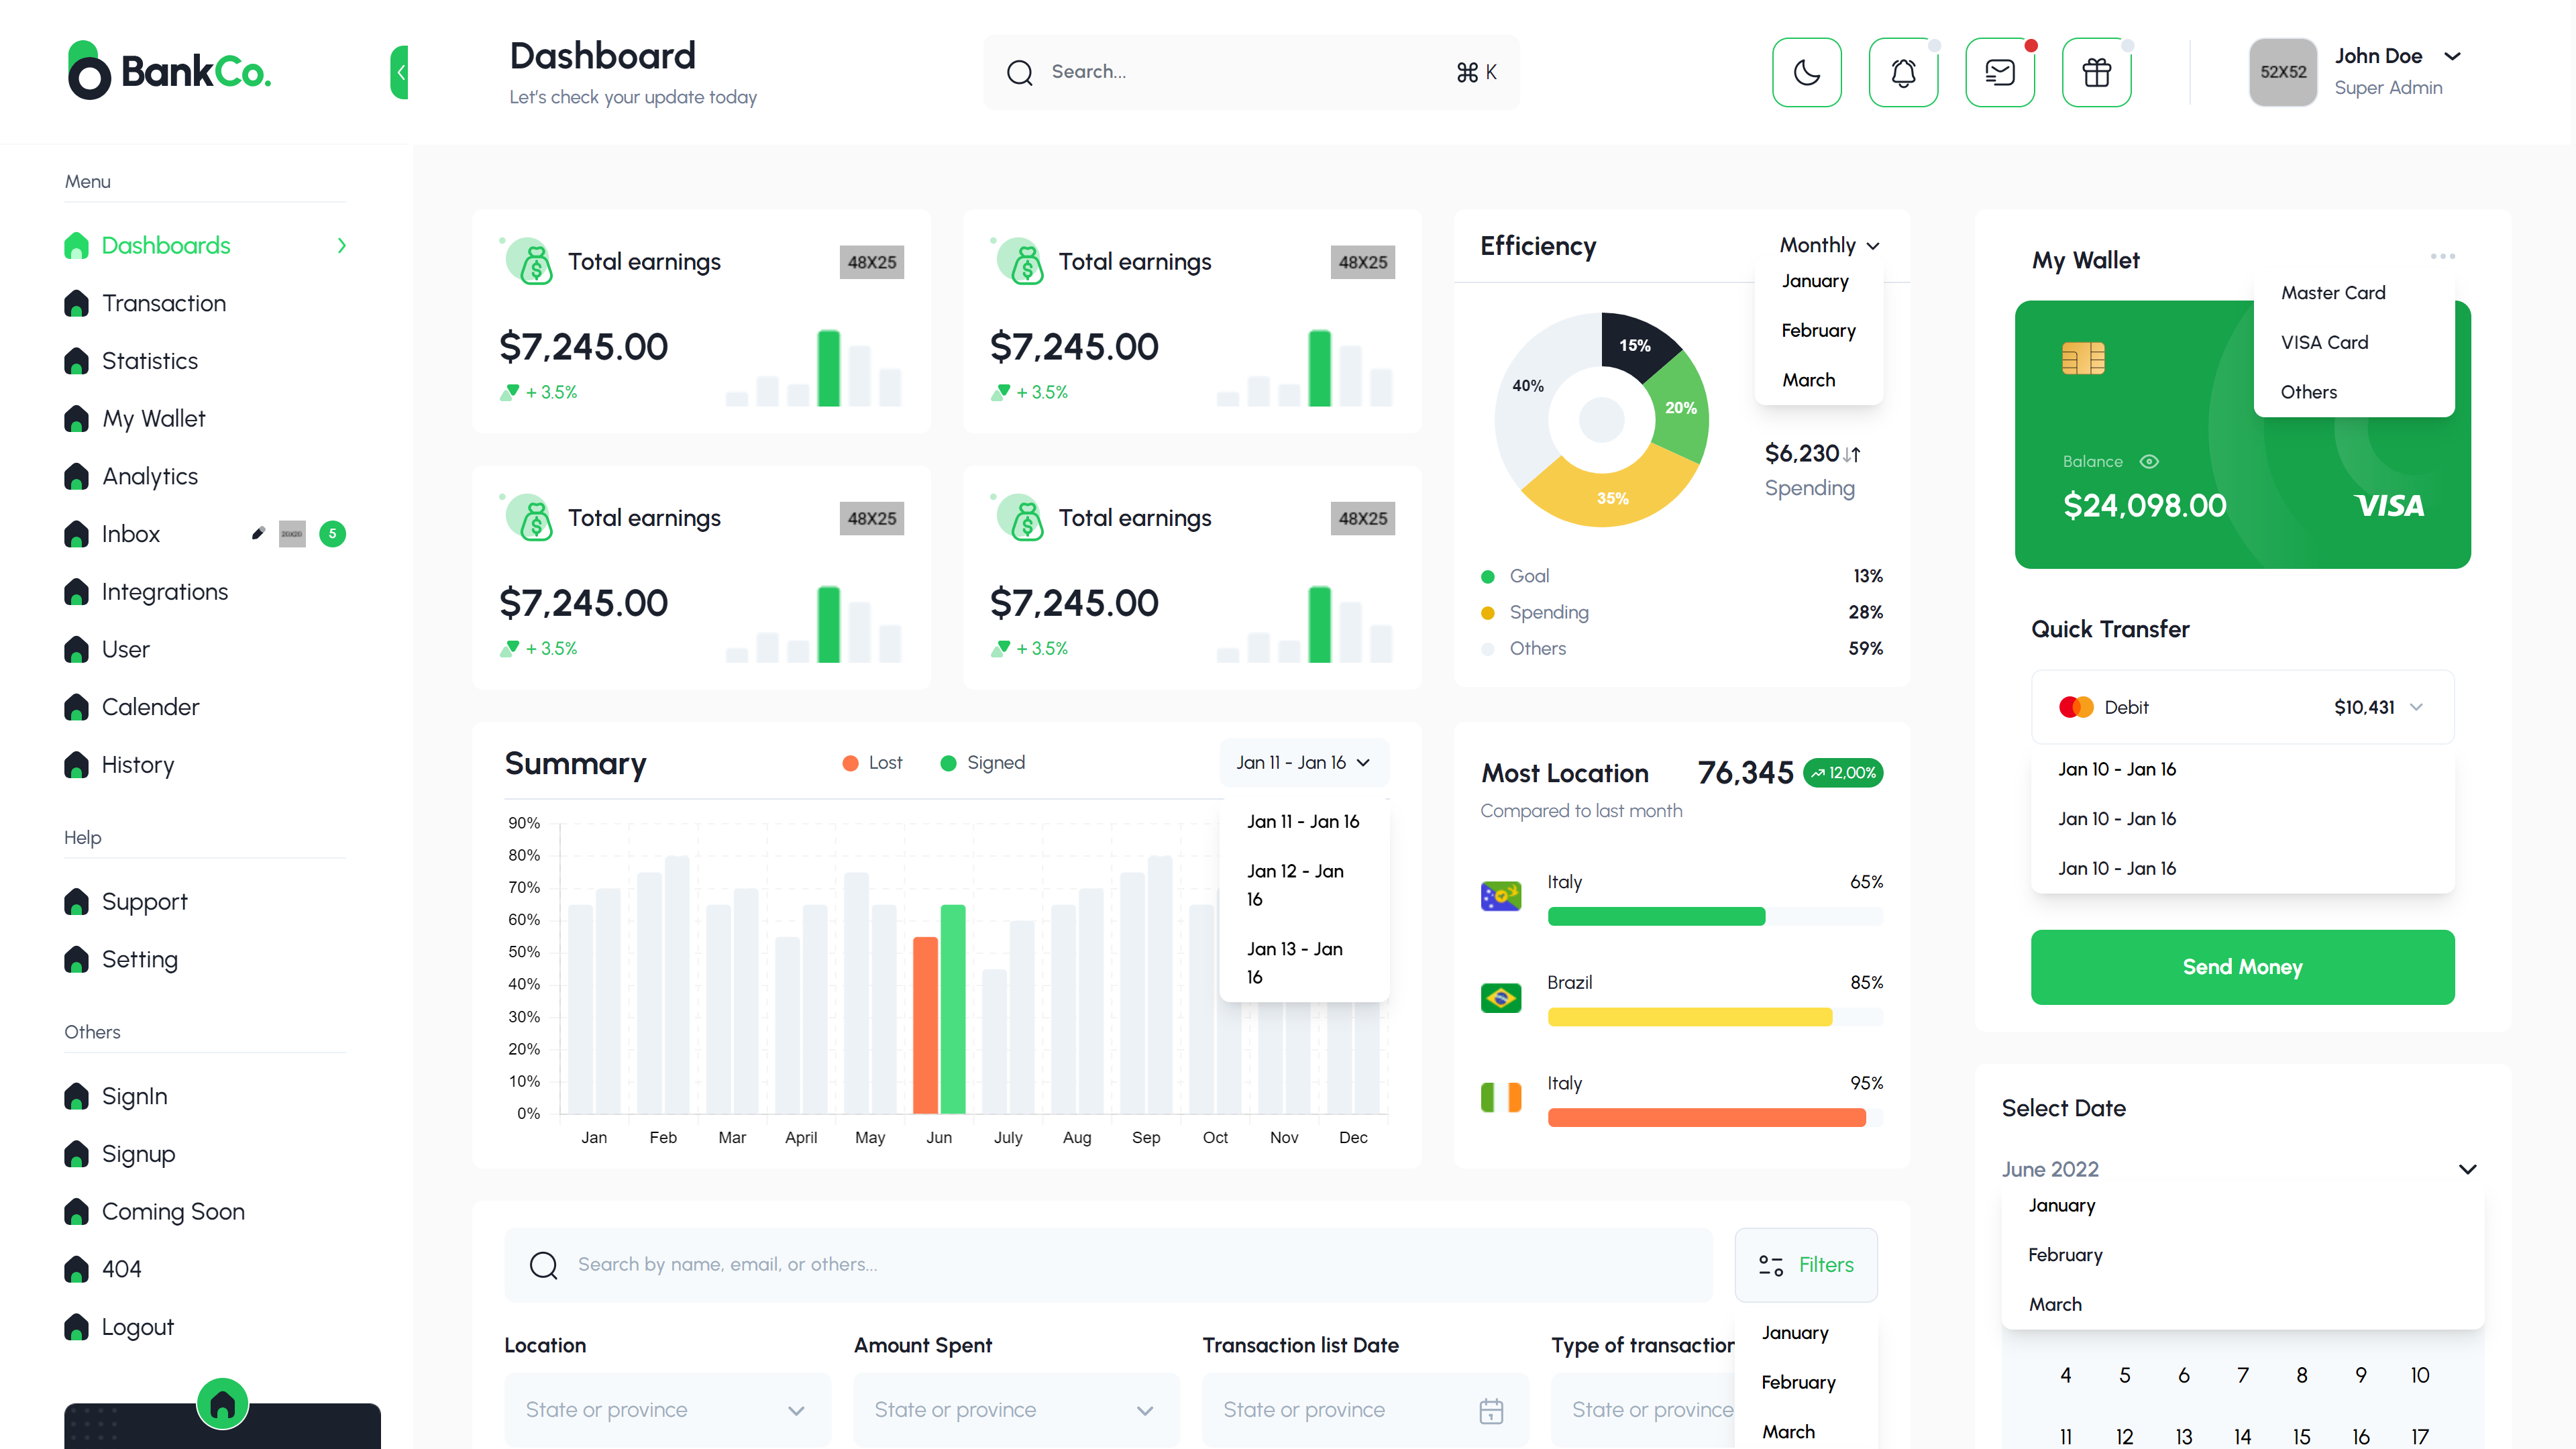 BankCo.
Dashboard
Let's check your update today
Search...
⌘ K
John Doe
Super Admin
52X52
Menu
Dashboards
Transaction
Statistics
My Wallet
Analytics
Inbox
20x20
5
Integrations
User
Calender
History
Help
Support
Setting
Others
SignIn
Signup
Coming Soon
404
Logout
Total earnings
48X25
$7,245.00
+ 3.5%
Total earnings
48X25
$7,245.00
+ 3.5%
Total earnings
48X25
$7,245.00
+ 3.5%
Total earnings
48X25
$7,245.00
+ 3.5%
Efficiency
Monthly
January
February
March
15%
20%
35%
40%
$6,230
Spending
Goal 13%
Spending 28%
Others 59%
Summary
Lost
Signed
Jan 11 - Jan 16
Jan 11 - Jan 16
Jan 12 - Jan
16
Jan 13 - Jan
16
90%
80%
70%
60%
50%
40%
30%
20%
10%
0%
Jan Feb Mar April May Jun July Aug Sep Oct Nov Dec
Most Location
76,345
12,00%
Compared to last month
Italy 65%
Brazil 85%
Italy 95%
Search by name, email, or others...
Filters
January
February
March
Location
State or province
Amount Spent
State or province
Transaction list Date
State or province
Type of transaction
State or province
My Wallet
Master Card
VISA Card
Others
Balance
$24,098.00
VISA
Quick Transfer
Debit
$10,431
Jan 10 - Jan 16
Jan 10 - Jan 16
Jan 10 - Jan 16
Send Money
Select Date
June 2022
January
February
March
4 5 6 7 8 9 10
11 12 13 14 15 16 17